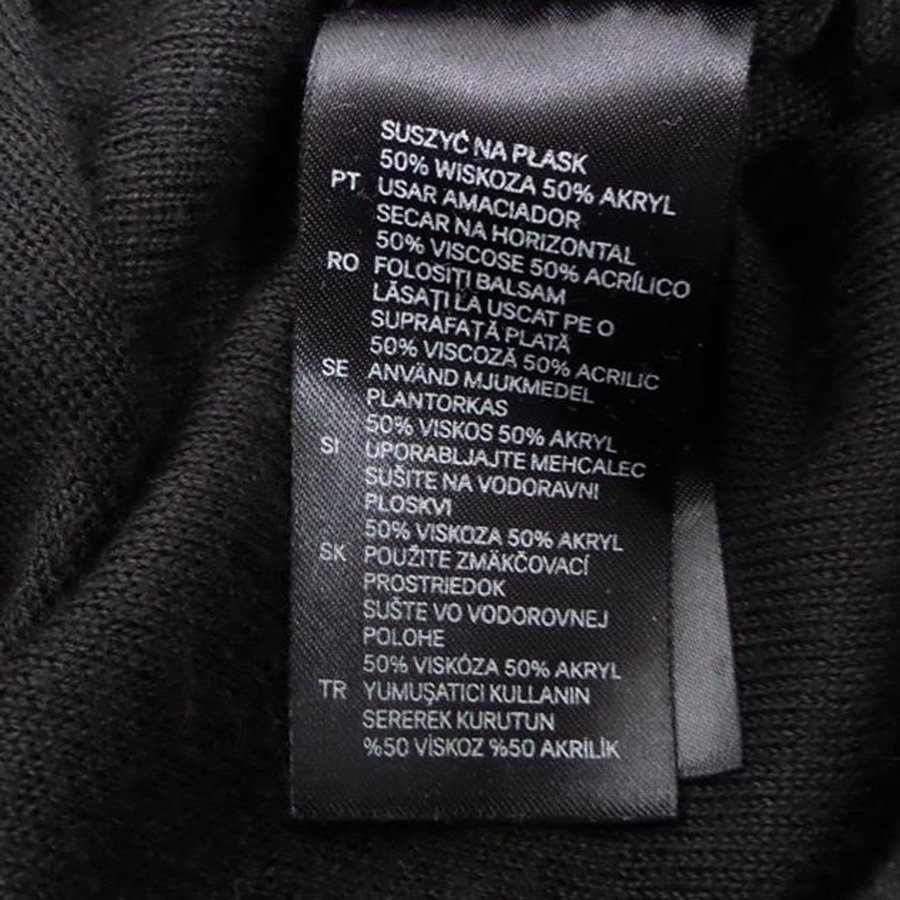 SUSZYĆ NA PŁASK
50% WISKOZA 50% AKRYL
PT USAR AMACIADOR
SECAR NA HORIZONTAL
50% VISCOSE 50% ACRÍLICO
RO FOLOSIȚI BALSAM
LĂSAȚI LA USCAT PE O
SUPRAFAȚĂ PLATĂ
50% VISCOZĂ 50% ACRILIC
SE ANVÄND MJUKMEDEL
PLANTORKAS
50% VISKOS 50% AKRYL
SI UPORABLJAJTE MEHCALEC
SUŠITE NA VODORAVNI
PLOSKVI
50% VISKOZA 50% AKRYL
SK POUŽITE ZMÄKČOVACÍ
PROSTRIEDOK
SUŠTE VO VODOROVNEJ
POLOHE
50% VISKÓZA 50% AKRYL
TR YUMUŞATICI KULLANIN
SEREREK KURUTUN
%50 VİSKOZ %50 AKRİLİK